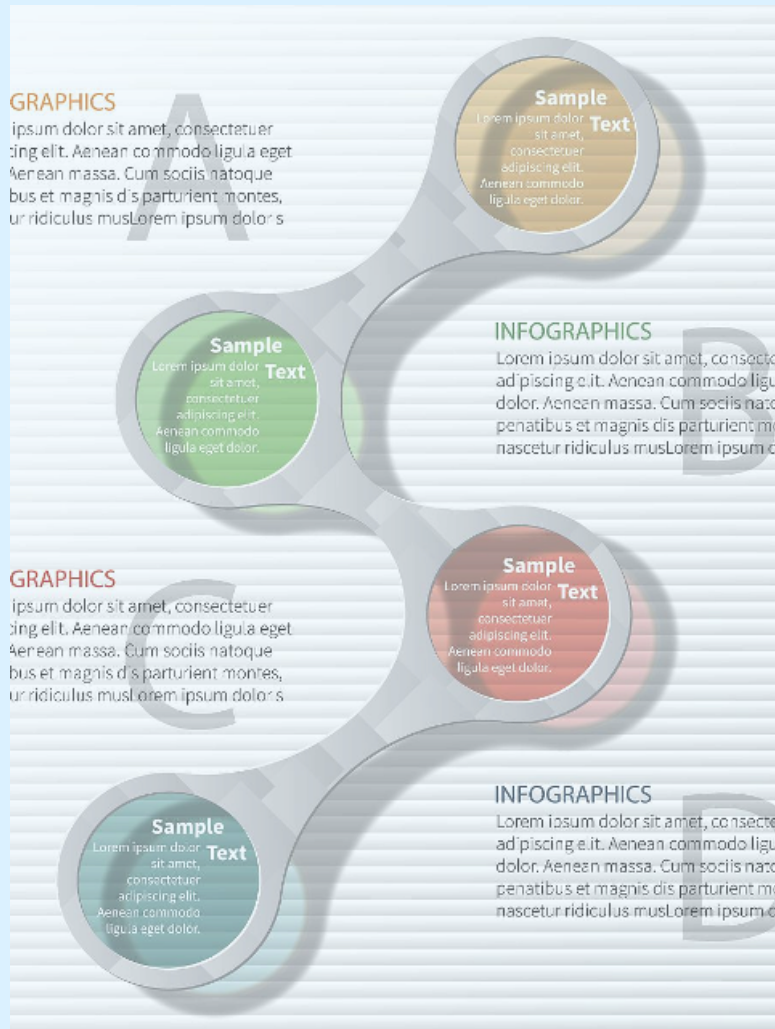 Sample
Text
Lorem ipsum dolor
sit amet,
consectetuer
adipiscing elit.
Aenean commodo
ligula eget dolor.
A
GRAPHICS
ipsum dolor sit amet, consectetuer
cing elit. Aenean commodo ligula eget
Aenean massa. Cum sociis natoque
bus et magnis dis parturient montes,
ur ridiculus musLorem ipsum dolor s
Sample
Text
Lorem ipsum dolor
sit amet,
consectetuer
adipiscing elit.
Aenean commodo
ligula eget dolor.
B
INFOGRAPHICS
Lorem ipsum dolor sit amet, consecte
adipiscing elit. Aenean commodo ligu
dolor. Aenean massa. Cum sociis nato
penatibus et magnis dis parturient mo
nascetur ridiculus musLorem ipsum d
Sample
Text
Lorem ipsum dolor
sit amet,
consectetuer
adipiscing elit.
Aenean commodo
ligula eget dolor.
C
GRAPHICS
ipsum dolor sit amet, consectetuer
cing elit. Aenean commodo ligula eget
Aenean massa. Cum sociis natoque
bus et magnis dis parturient montes,
ur ridiculus musLorem ipsum dolor s
Sample
Text
Lorem ipsum dolor
sit amet,
consectetuer
adipiscing elit.
Aenean commodo
ligula eget dolor.
D
INFOGRAPHICS
Lorem ipsum dolor sit amet, consecte
adipiscing elit. Aenean commodo ligu
dolor. Aenean massa. Cum sociis nato
penatibus et magnis dis parturient mo
nascetur ridiculus musLorem ipsum d